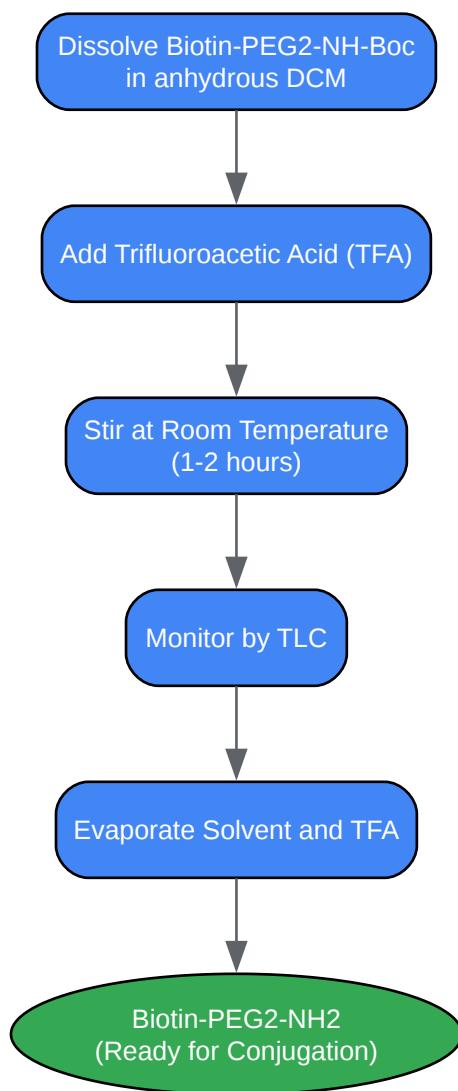 Dissolve Biotin-PEG2-NH-Boc
in anhydrous DCM
Add Trifluoroacetic Acid (TFA)
Stir at Room Temperature
(1-2 hours)
Monitor by TLC
Evaporate Solvent and TFA
Biotin-PEG2-NH2
(Ready for Conjugation)